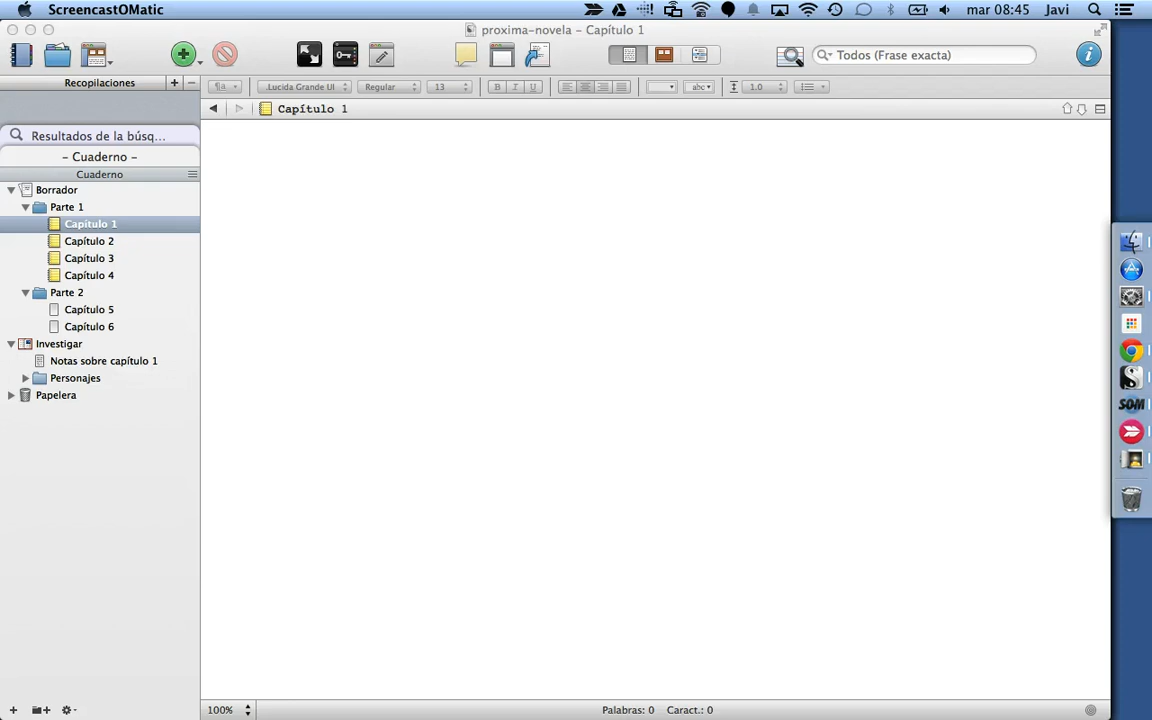 ScreencastOMatic
mar 08:45
Javi
proxima-novela – Capítulo 1
Todos (Frase exacta)
Recopilaciones
.Lucida Grande UI
Regular
13
B I U
abc
1.0
Capítulo 1
Resultados de la búsq...
– Cuaderno –
Cuaderno
Borrador
Parte 1
Capítulo 1
Capítulo 2
Capítulo 3
Capítulo 4
Parte 2
Capítulo 5
Capítulo 6
Investigar
Notas sobre capítulo 1
Personajes
Papelera
SOM
100%
Palabras: 0
Caract.: 0